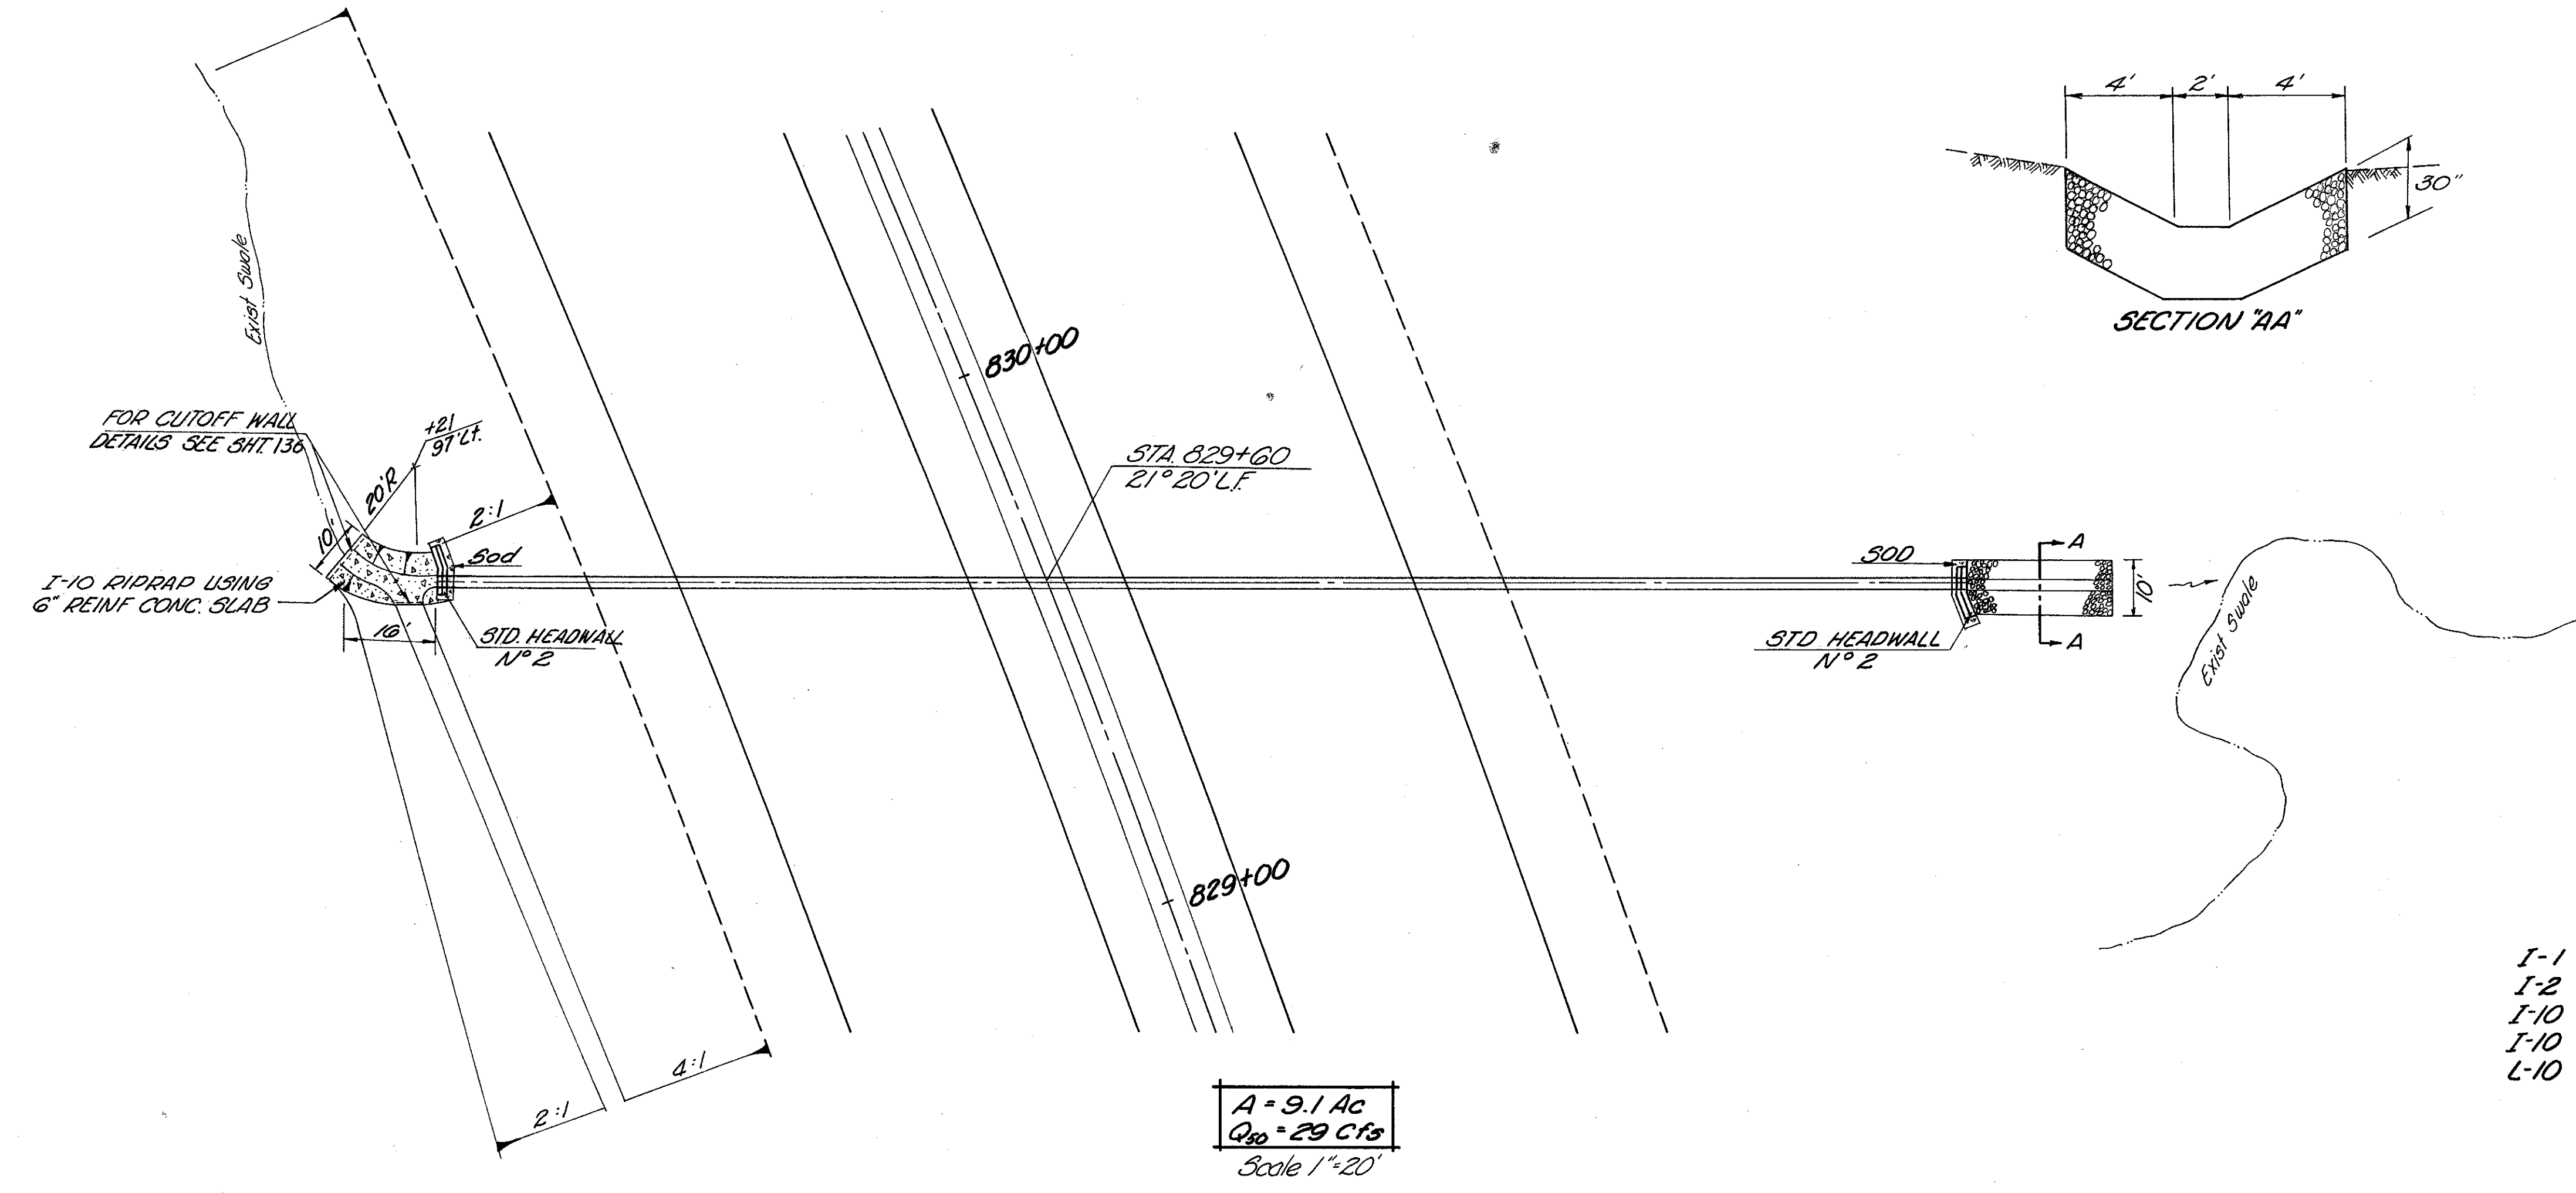 4' 2' 4'
30"
SECTION "AA"
Exist Swale
830+00
FOR CUTOFF WALL
DETAILS SEE SHT. 136
+21
97' Lt.
20'R
STA. 829+60
21° 20' L.F.
2:1
10'
Sod
I-10 RIPRAP USING
6" REINF CONC. SLAB
16'
STD. HEADWALL
Nº 2
SOD
A
10'
STD HEADWALL
Nº 2
A
Exist Swale
829+00
I-1
I-2
I-10
I-10
L-10
4:1
2:1
A = 9.1 Ac
Q50 = 29 Cfs
Scale 1"=20'